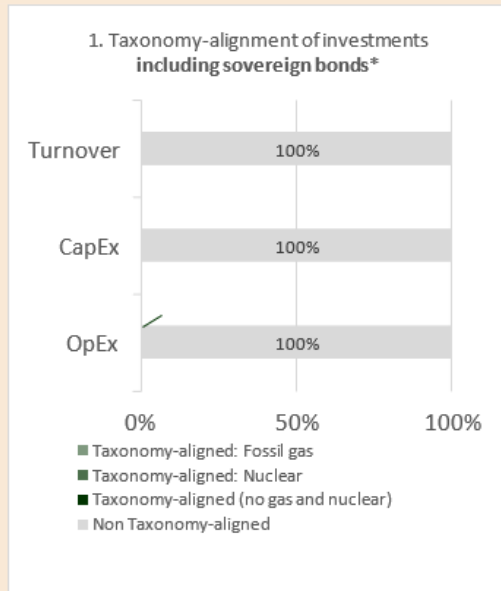 1. Taxonomy-alignment of investments
including sovereign bonds*
Turnover
100%
CapEx
100%
OpEx
100%
0%
50%
100%
Taxonomy-aligned: Fossil gas
Taxonomy-aligned: Nuclear
Taxonomy-aligned (no gas and nuclear)
Non Taxonomy-aligned